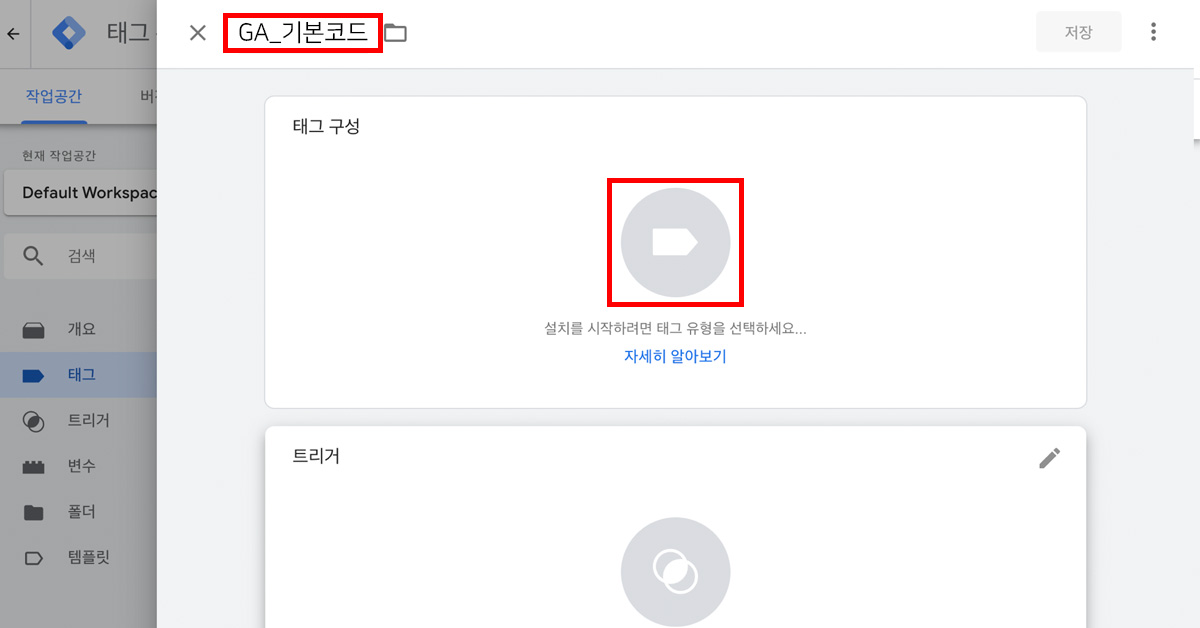 태그
GA_기본코드
저장
작업공간
현재 작업공간
Default Workspac
검색
개요
태그
트리거
변수
폴더
템플릿
태그 구성
설치를 시작하려면 태그 유형을 선택하세요...
자세히 알아보기
트리거